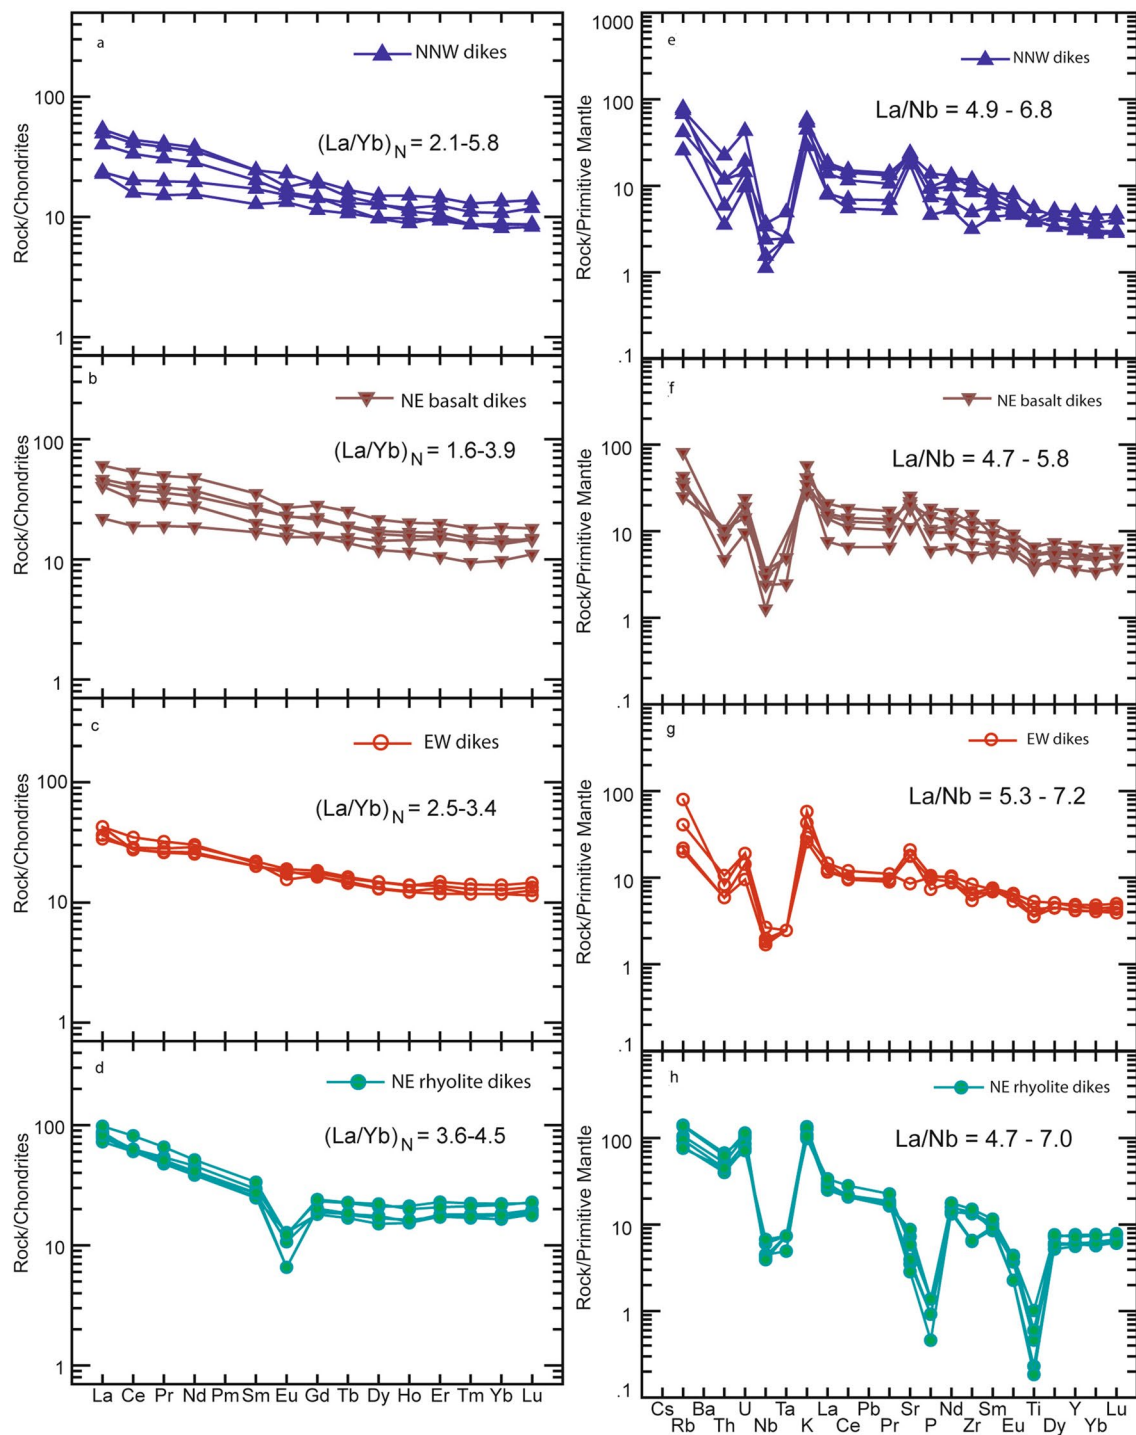 a
NNW dikes
(La/Yb)N = 2.1-5.8
100
10
1
Rock/Chondrites
b
NE basalt dikes
(La/Yb)N = 1.6-3.9
100
10
1
Rock/Chondrites
c
EW dikes
(La/Yb)N = 2.5-3.4
100
10
1
Rock/Chondrites
d
NE rhyolite dikes
(La/Yb)N = 3.6-4.5
100
10
1
Rock/Chondrites
La Ce Pr Nd Pm Sm Eu Gd Tb Dy Ho Er Tm Yb Lu
e
NNW dikes
La/Nb = 4.9 - 6.8
1000
100
10
1
.1
Rock/Primitive Mantle
f
NE basalt dikes
La/Nb = 4.7 - 5.8
100
10
1
.1
Rock/Primitive Mantle
g
EW dikes
La/Nb = 5.3 - 7.2
100
10
1
.1
Rock/Primitive Mantle
h
NE rhyolite dikes
La/Nb = 4.7 - 7.0
100
10
1
.1
Rock/Primitive Mantle
Cs Ba U Ta La Pb Sr Nd Sm Ti Y Lu
Rb Th Nb K Ce Pr P Zr Eu Dy Yb